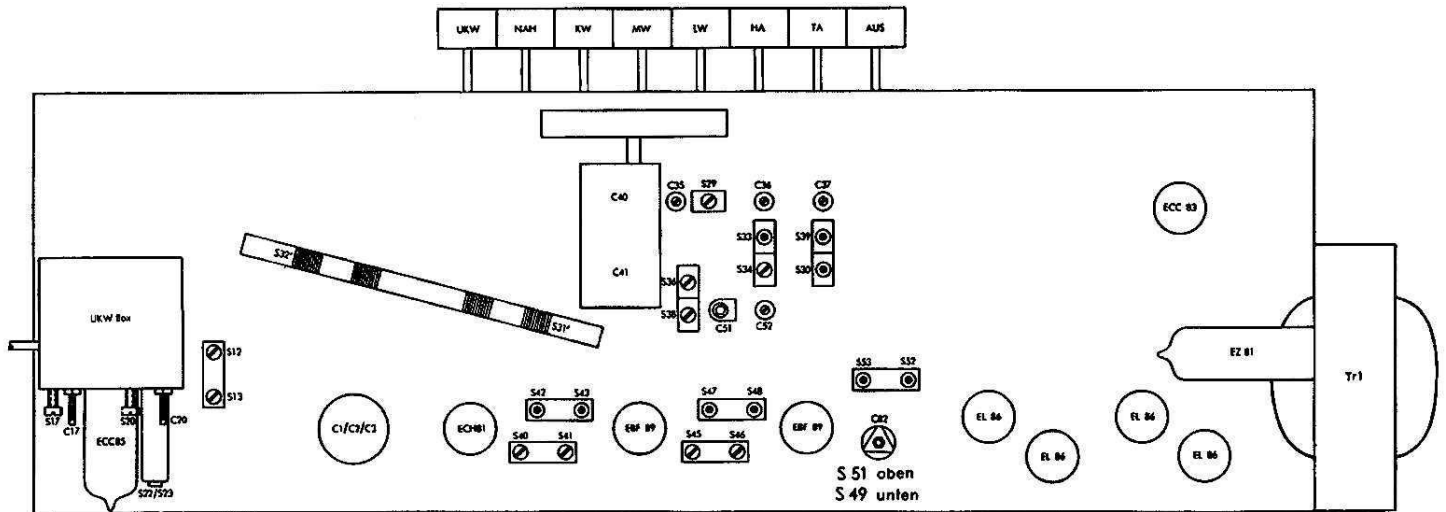 UKW NAH KW MW LW HA TA AUS
C40
C35 S29 C36 C37
ECC 83
S33 S39
S32*
C41
S34 S30
S36
S38
C51 C52
S31*
UKW Box
S12
S13
EZ 81
Tr1
S53 S52
S17 C17 S20 C20
ECC85
S22/S23
C1/C2/C3
ECH81
S42 S43
S40 S41
EBF 89
S47 S48
S45 S46
EBF 89
C82
S 51 oben
S 49 unten
EL 86
EL 86
EL 86
EL 86